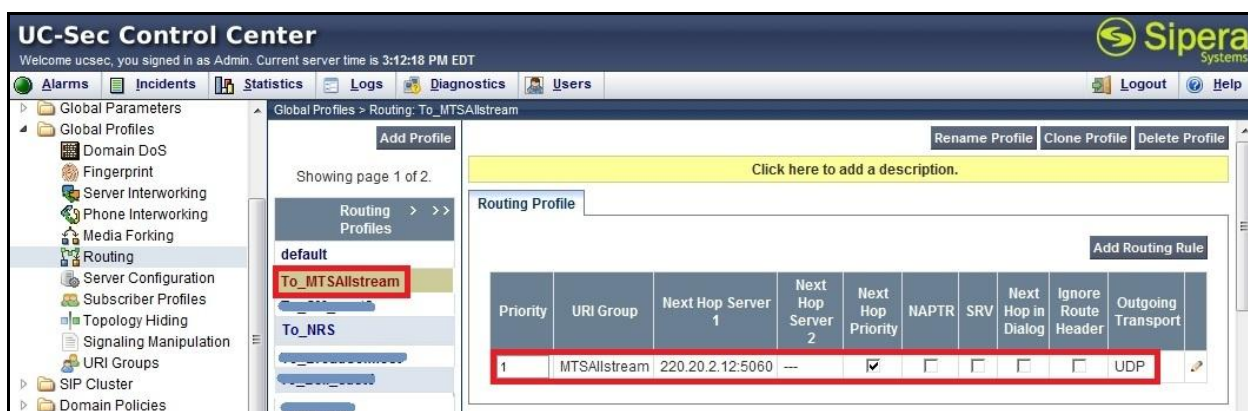 UC-Sec Control Center
Welcome ucsec, you signed in as Admin. Current server time is 3:12:18 PM EDT
Sipera
Systems
Alarms Incidents Statistics Logs Diagnostics Users Logout Help
Global Parameters
Global Profiles
Domain DoS
Fingerprint
Server Interworking
Phone Interworking
Media Forking
Routing
Server Configuration
Subscriber Profiles
Topology Hiding
Signaling Manipulation
URI Groups
SIP Cluster
Domain Policies
Global Profiles > Routing: To_MTSAllstream
Add Profile
Showing page 1 of 2.
Routing Profiles > >>
default
To_MTSAllstream
To_NRS
Rename Profile Clone Profile Delete Profile
Click here to add a description.
Routing Profile
Add Routing Rule
Priority URI Group Next Hop Server 1 Next Hop Server 2 Next Hop Priority NAPTR SRV Next Hop in Dialog Ignore Route Header Outgoing Transport
1 MTSAllstream 220.20.2.12:5060 --- UDP